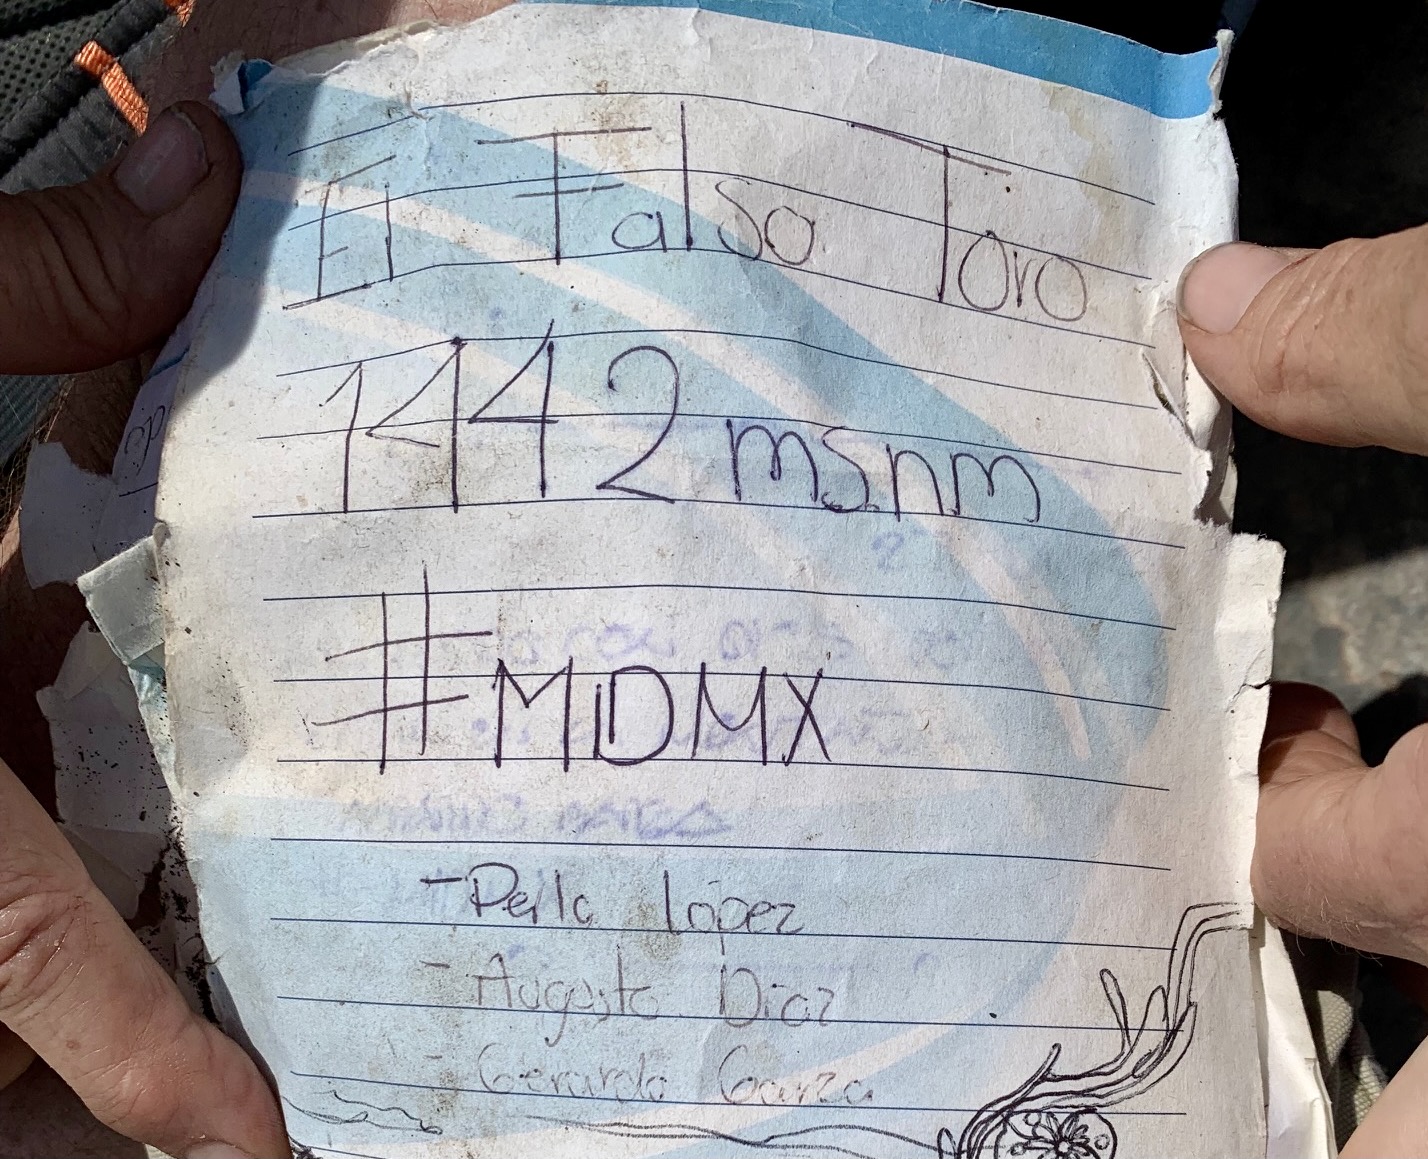 El Falso Toro
1442 msnm
#MiDMX
- Perla López
- Augusto Díaz
- Gerardo Garza